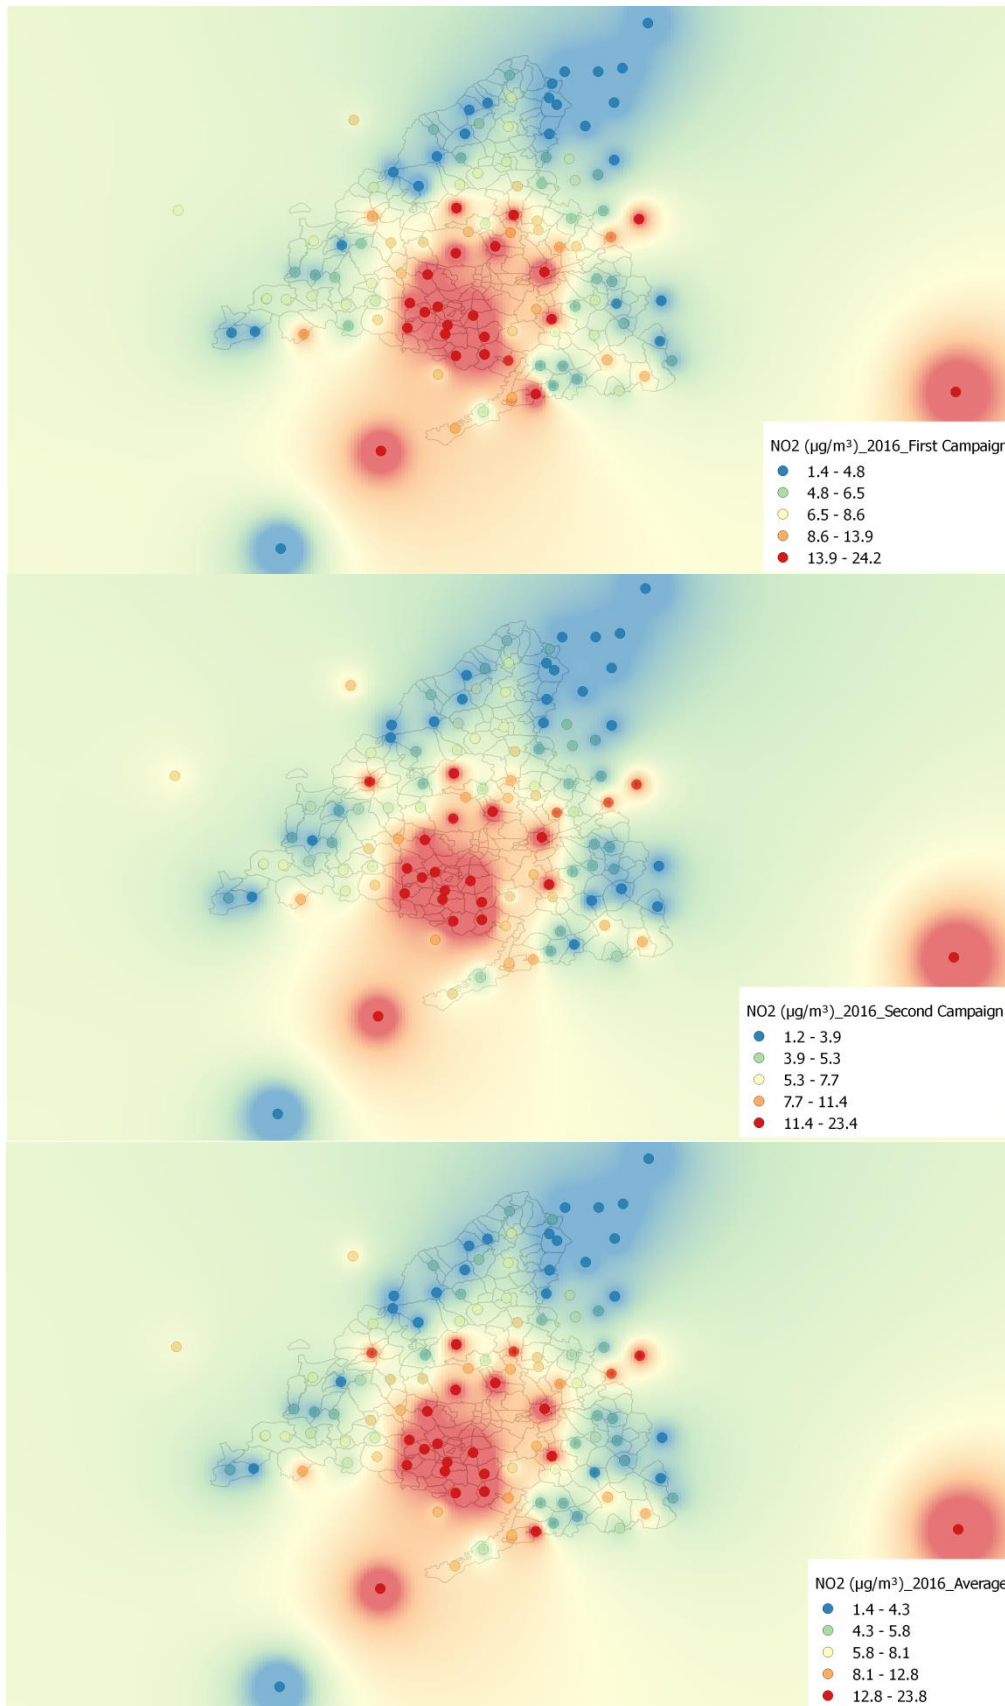 NO2 (µg/m³)_2016_First Campaign
1.4 - 4.8
4.8 - 6.5
6.5 - 8.6
8.6 - 13.9
13.9 - 24.2
NO2 (µg/m³)_2016_Second Campaign
1.2 - 3.9
3.9 - 5.3
5.3 - 7.7
7.7 - 11.4
11.4 - 23.4
NO2 (µg/m³)_2016_Average
1.4 - 4.3
4.3 - 5.8
5.8 - 8.1
8.1 - 12.8
12.8 - 23.8